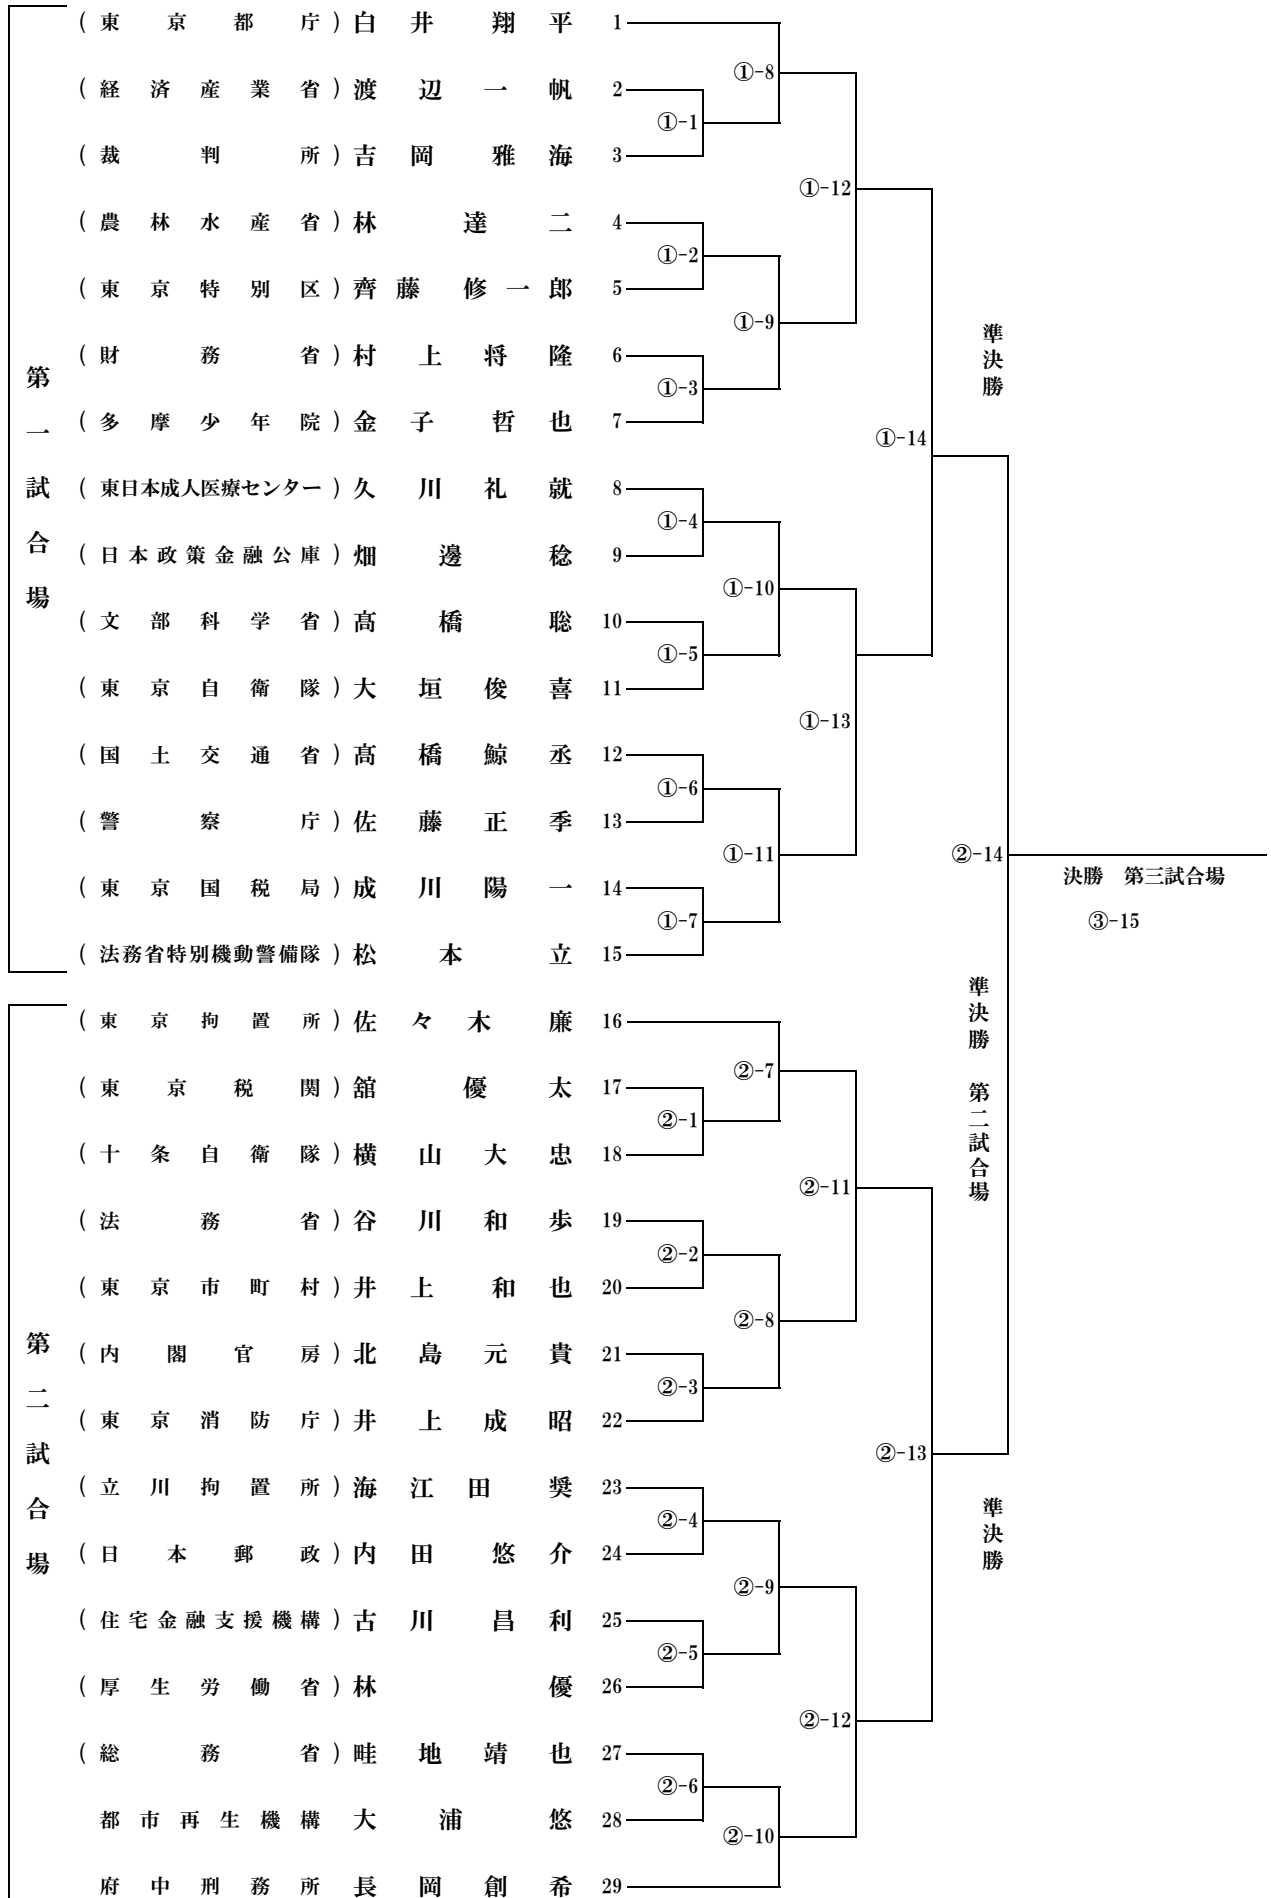 第一試合場
(東京都庁)白井翔平 1
(経済産業省)渡辺一帆 2
(裁判所)吉岡雅海 3
(農林水産省)林達二 4
(東京特別区)齊藤修一郎 5
(財務省)村上将隆 6
(多摩少年院)金子哲也 7
(東日本成人医療センター)久川礼就 8
(日本政策金融公庫)畑邊稔 9
(文部科学省)髙橋聡 10
(東京自衛隊)大垣俊喜 11
(国土交通省)髙橋鯨丞 12
(警察庁)佐藤正季 13
(東京国税局)成川陽一 14
(法務省特別機動警備隊)松本立 15
①-1
①-2
①-3
①-4
①-5
①-6
①-7
①-8
①-9
①-10
①-11
①-12
①-13
①-14
準決勝
第二試合場
(東京拘置所)佐々木廉 16
(東京税関)舘優太 17
(十条自衛隊)横山大忠 18
(法務省)谷川和歩 19
(東京市町村)井上和也 20
(内閣官房)北島元貴 21
(東京消防庁)井上成昭 22
(立川拘置所)海江田奨 23
(日本郵政)内田悠介 24
(住宅金融支援機構)古川昌利 25
(厚生労働省)林優 26
(総務省)畦地靖也 27
都市再生機構 大浦悠 28
府中刑務所 長岡創希 29
②-1
②-2
②-3
②-4
②-5
②-6
②-7
②-8
②-9
②-10
②-11
②-12
②-13
準決勝
②-14
準決勝 第二試合場
決勝 第三試合場
③-15